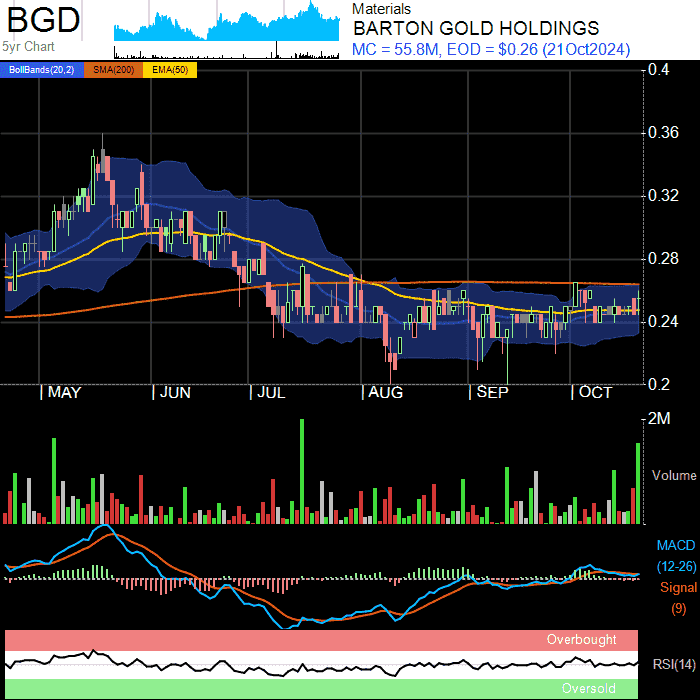 BGD
5yr Chart
Materials
BARTON GOLD HOLDINGS
MC = 55.8M, EOD = $0.26 (21Oct2024)
BollBands(20,2) SMA(200) EMA(50)
0.4
0.36
0.32
0.28
0.24
0.2
MAY JUN JUL AUG SEP OCT
2M
Volume
MACD
(12-26)
Signal
(9)
Overbought
RSI(14)
Oversold